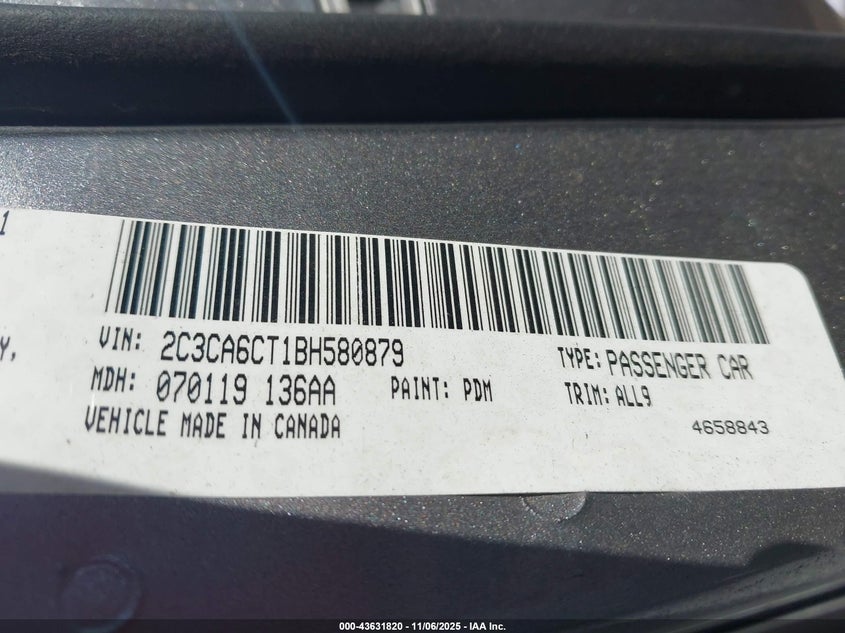 1
Y,
VIN: 2C3CA6CT1BH580879
TYPE: PASSENGER CAR
MDH: 070119 136AA
PAINT: PDM
TRIM: ALL9
VEHICLE MADE IN CANADA
4658843
000-43631820 - 11/06/2025 - IAA Inc.